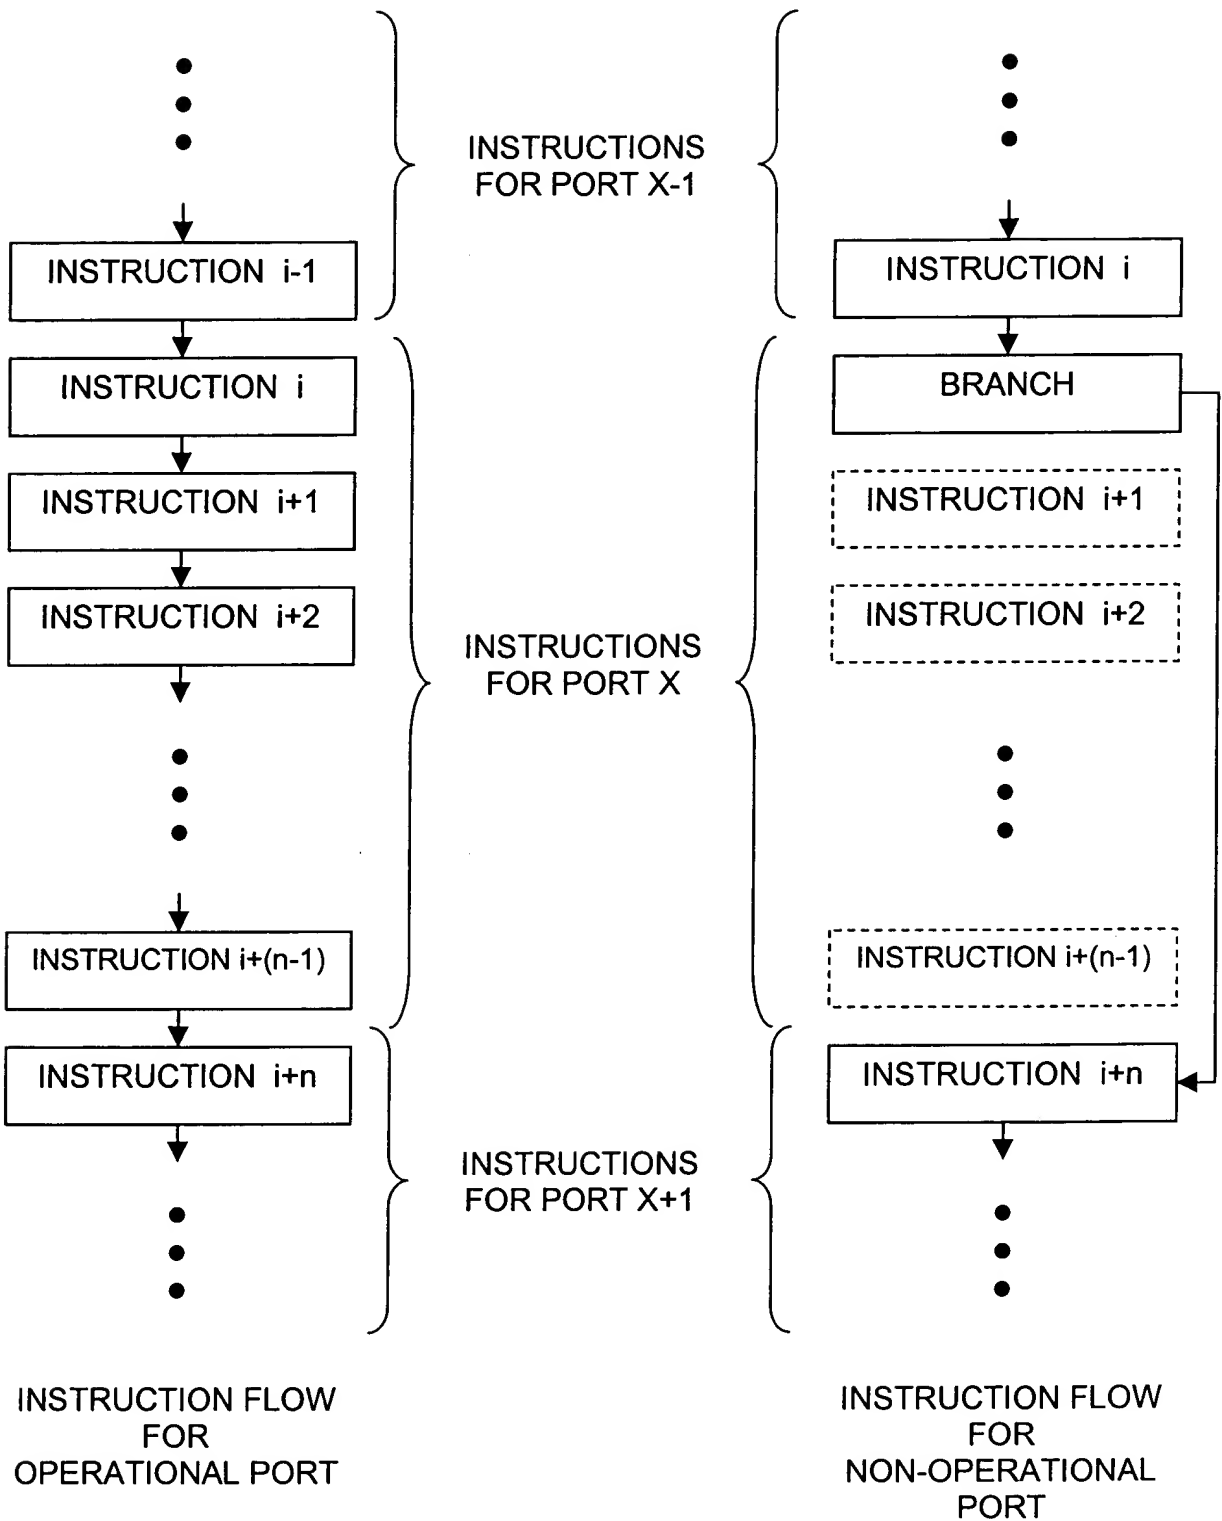 INSTRUCTIONS
FOR PORT X-1
INSTRUCTION i-1
INSTRUCTION i
INSTRUCTION i+1
INSTRUCTION i+2
INSTRUCTION i+(n-1)
INSTRUCTION i+n
INSTRUCTIONS
FOR PORT X
INSTRUCTIONS
FOR PORT X+1
INSTRUCTION i
BRANCH
INSTRUCTION i+1
INSTRUCTION i+2
INSTRUCTION i+(n-1)
INSTRUCTION i+n
INSTRUCTION FLOW
FOR
OPERATIONAL PORT
INSTRUCTION FLOW
FOR
NON-OPERATIONAL
PORT